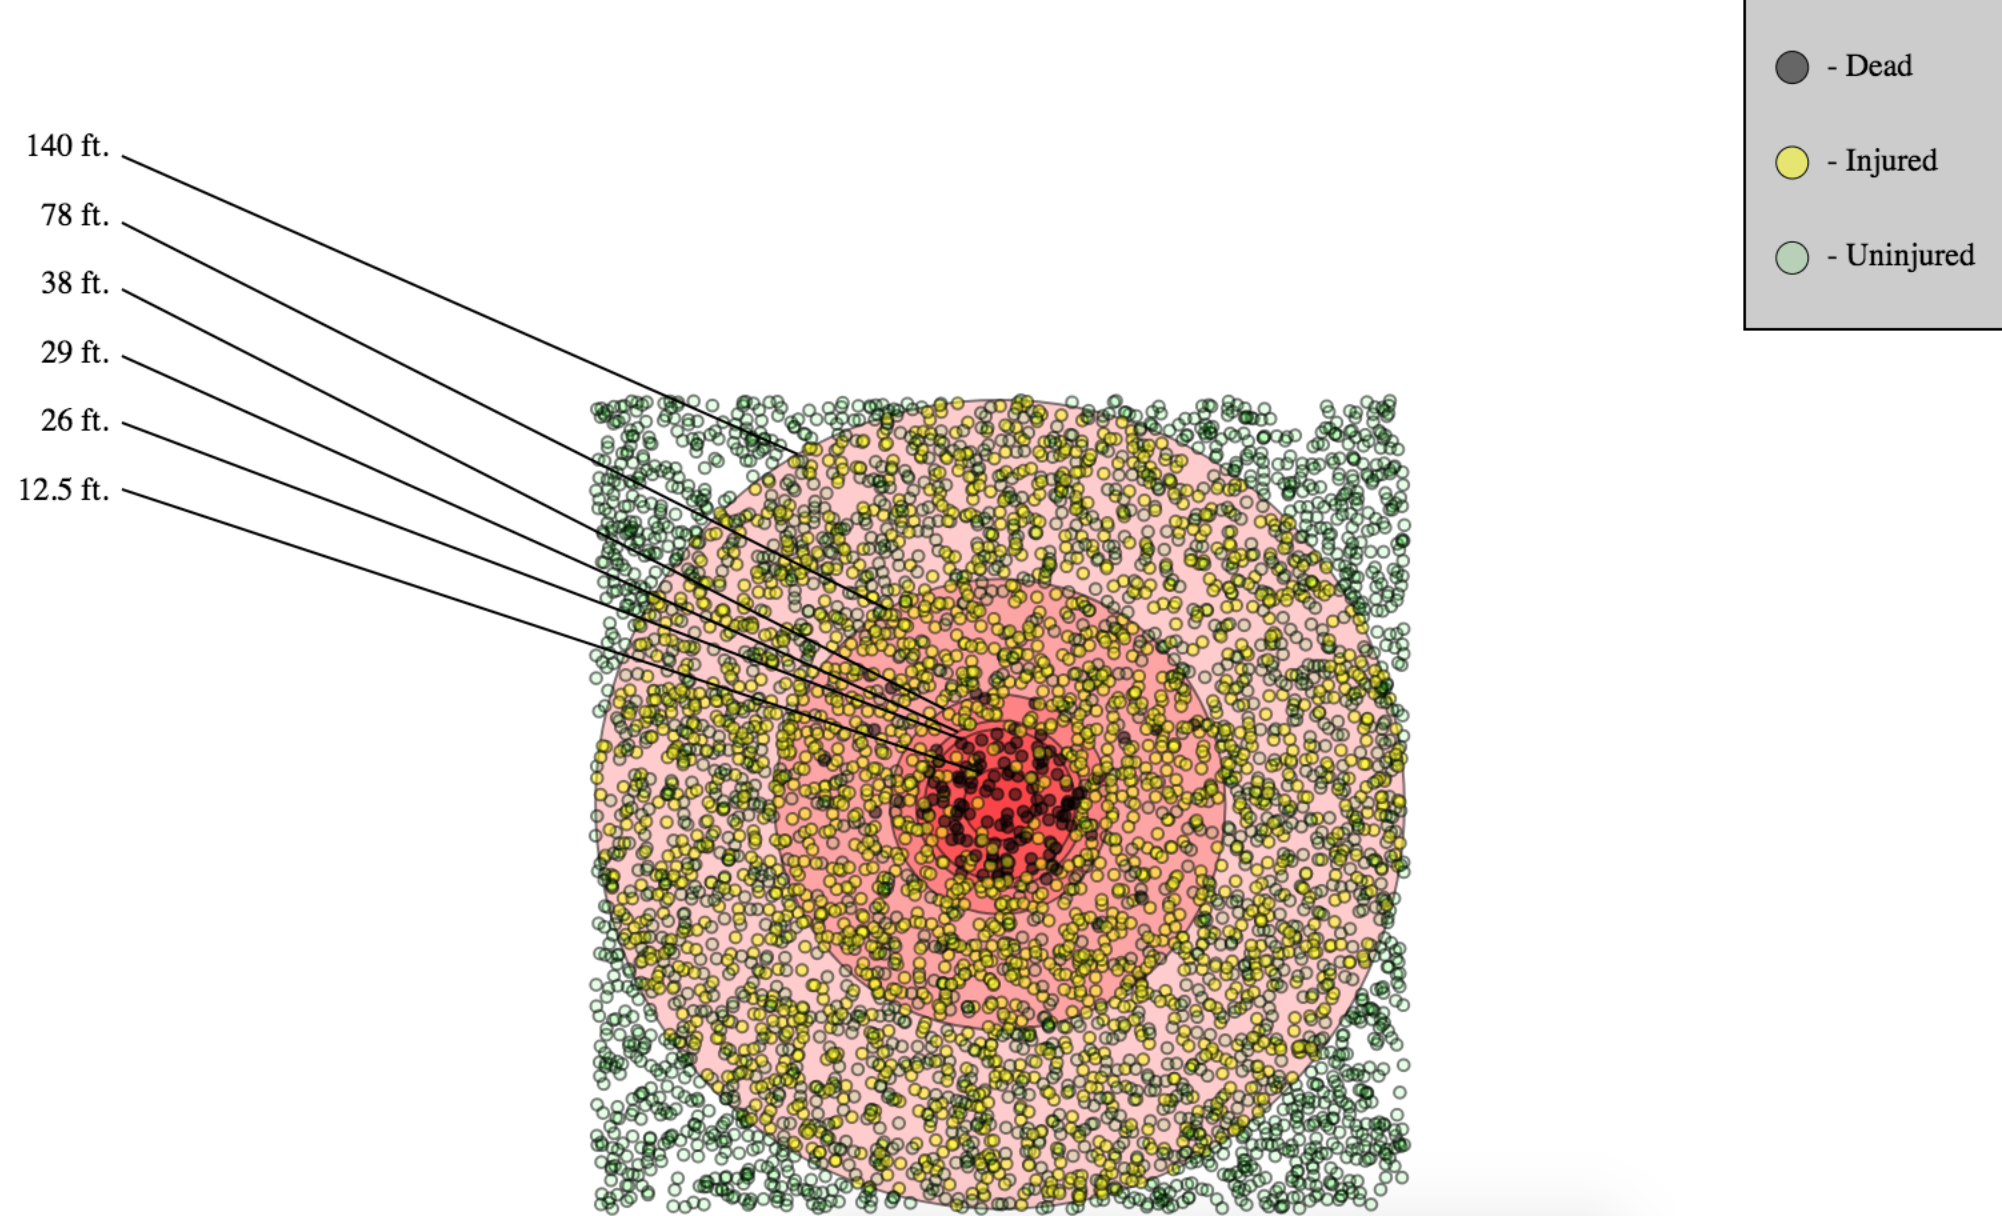 140 ft.
78 ft.
38 ft.
29 ft.
26 ft.
12.5 ft.
- Dead
- Injured
- Uninjured